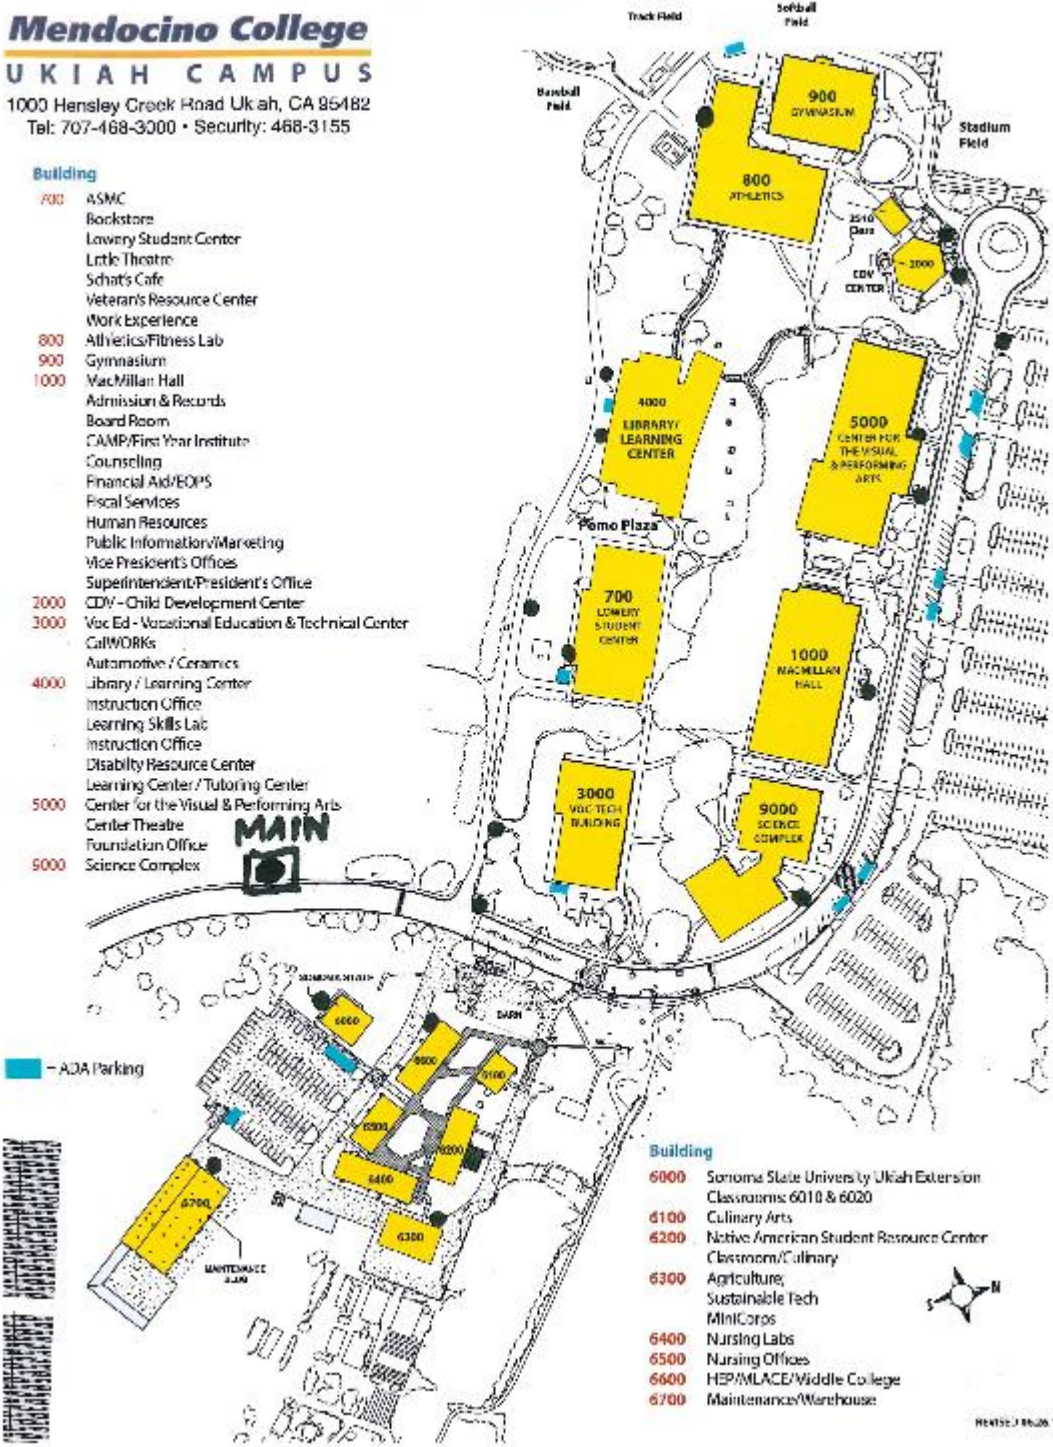 Mendocino College
UKIAH CAMPUS
1000 Hensley Creek Road Ukiah, CA 95482
Tel: 707-468-3000 • Security: 468-3155
Building
700 ASMC
Bookstore
Lowery Student Center
Little Theatre
Schat's Cafe
Veteran's Resource Center
Work Experience
800 Athletics/Fitness Lab
900 Gymnasium
1000 MacMillan Hall
Admission & Records
Board Room
CAMP/First Year Institute
Counseling
Financial Aid/EOPS
Fiscal Services
Human Resources
Public Information/Marketing
Vice President's Offices
Superintendent/President's Office
2000 CDV - Child Development Center
3000 Voc Ed - Vocational Education & Technical Center
CalWORKs
Automotive / Ceramics
4000 Library / Learning Center
Instruction Office
Learning Skills Lab
Instruction Office
Disability Resource Center
Learning Center / Tutoring Center
5000 Center for the Visual & Performing Arts
Center Theatre
Foundation Office
9000 Science Complex
MAIN
Track Field
Softball
Field
Baseball
Field
Stadium
Field
900
GYMNASIUM
800
ATHLETICS
2000
CDV
CENTER
4000
LIBRARY/
LEARNING
CENTER
5000
CENTER FOR
THE VISUAL
& PERFORMING
ARTS
Pomo Plaza
700
LOWERY
STUDENT
CENTER
1000
MACMILLAN
HALL
3000
VOC-TECH
BUILDING
9000
SCIENCE
COMPLEX
SONOMA STATE
6000
BARN
6600
6100
6500
6200
6400
6300
6700
MAINTENANCE
= ADA Parking
Building
6000 Sonoma State University Ukiah Extension
Classrooms: 6010 & 6020
6100 Culinary Arts
6200 Native American Student Resource Center
Classroom/Culinary
6300 Agriculture,
Sustainable Tech
MiniCorps
6400 Nursing Labs
6500 Nursing Offices
6600 HEP/MLACE/Middle College
6700 Maintenance/Warehouse
S N
REVISED